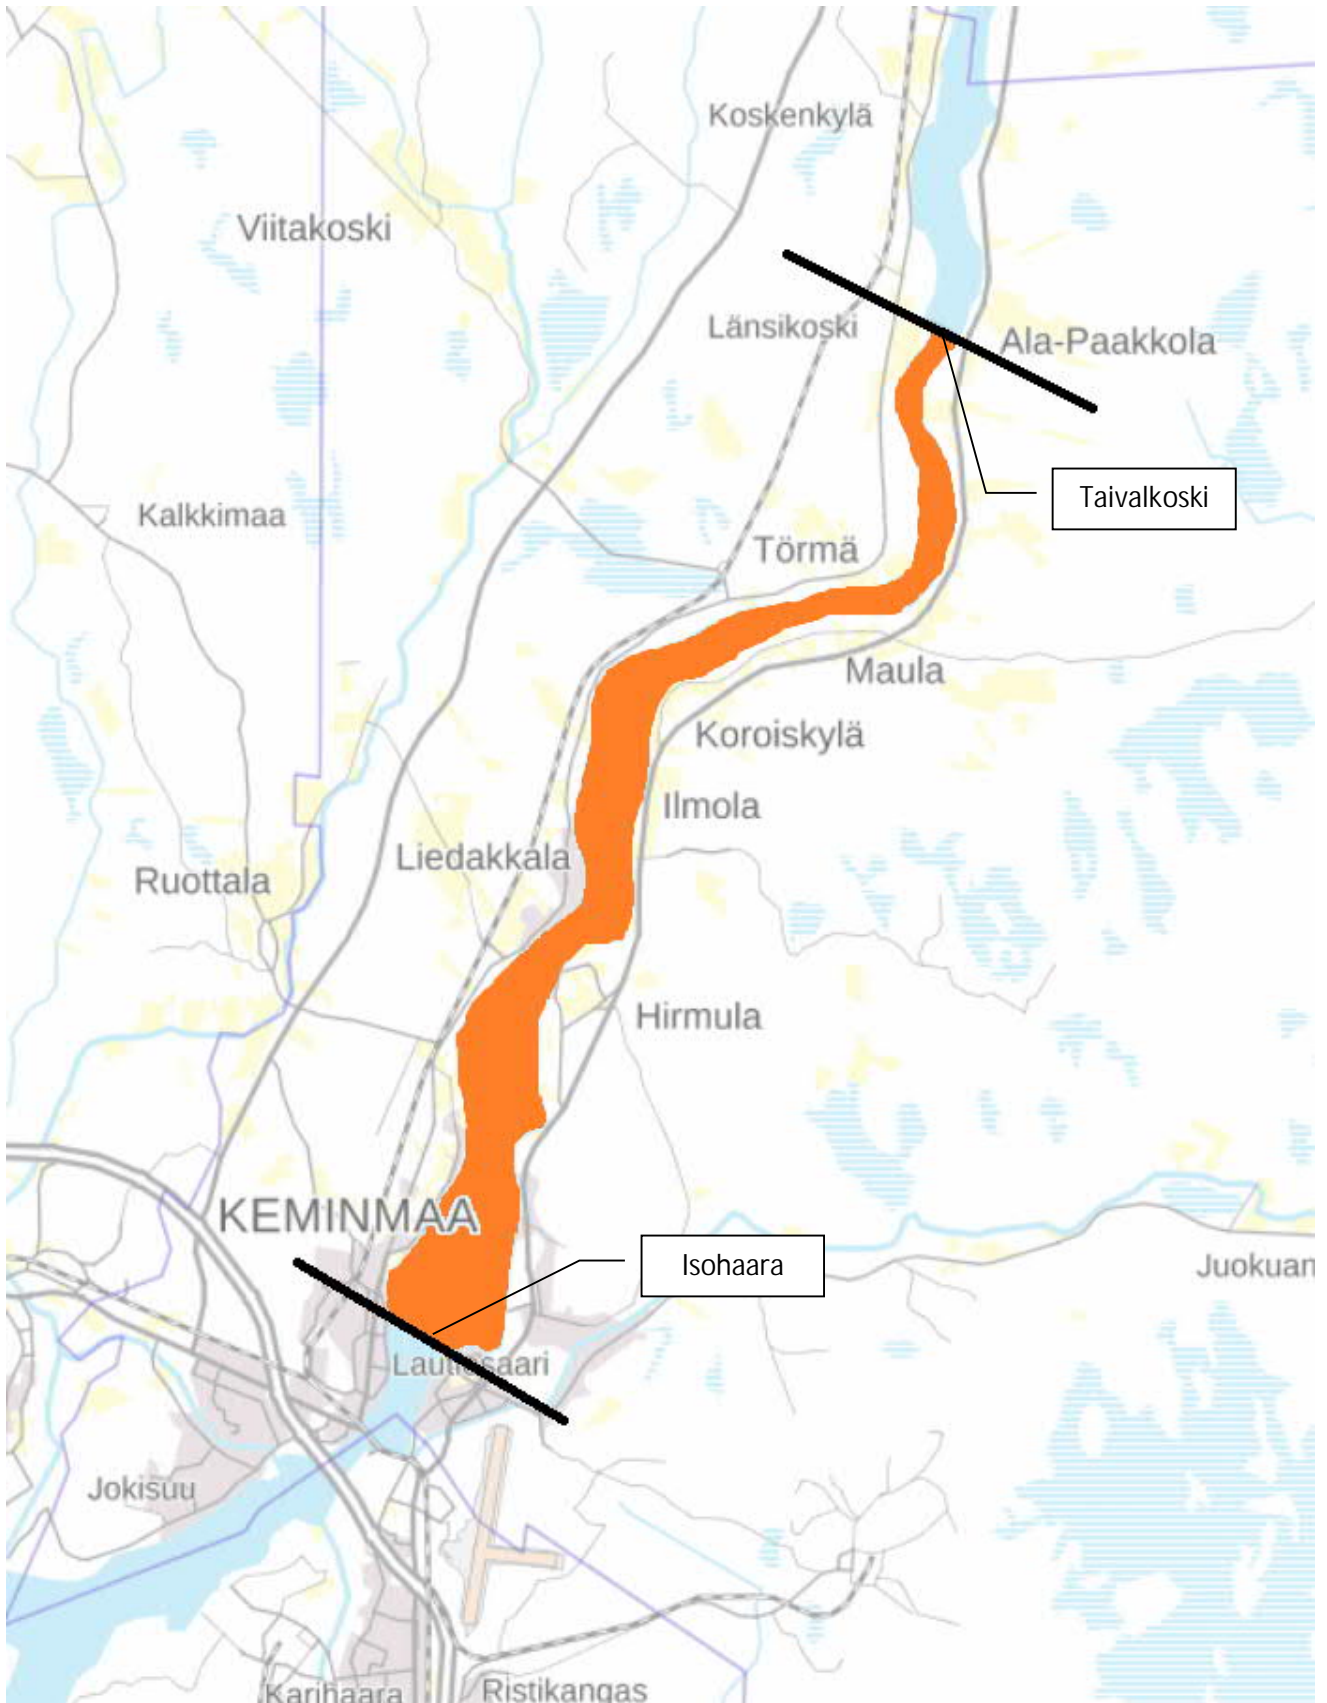 Koskenkylä
Viitakoski
Länsikoski
Ala-Paakkola
Taivalkoski
Kalkkimaa
Törmä
Maula
Koroiskylä
Ilmola
Liedakkala
Ruottala
Hirmula
KEMINMAA
Isohaara
Juokuan
Jokisuu
Karihaara
Ristikangas